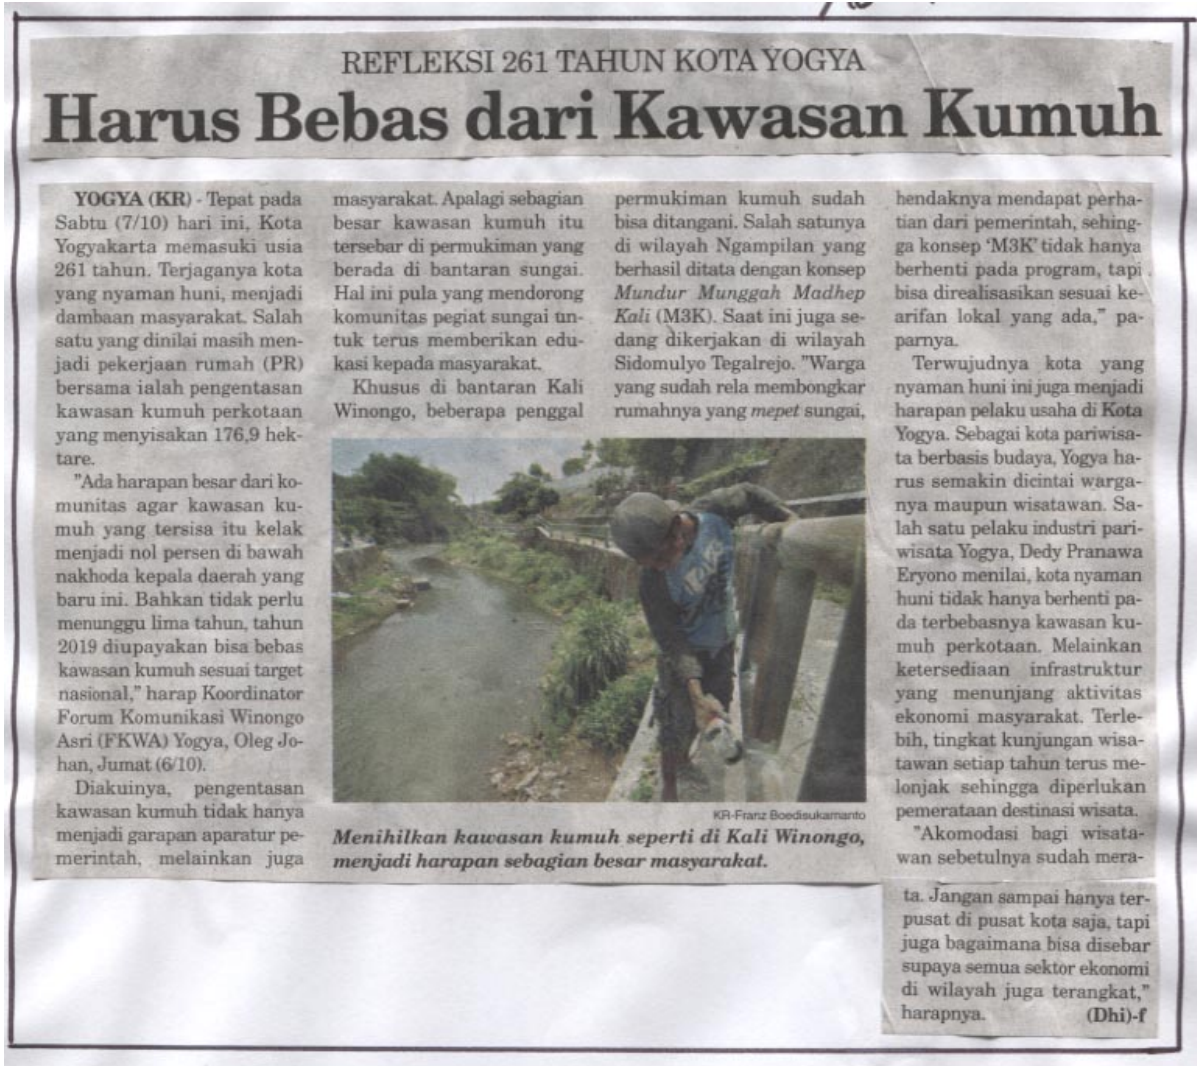 REFLEKSI 261 TAHUN KOTA YOGYA
Harus Bebas dari Kawasan Kumuh
YOGYA (KR) - Tepat pada
Sabtu (7/10) hari ini, Kota
Yogyakarta memasuki usia
261 tahun. Terjaganya kota
yang nyaman huni, menjadi
dambaan masyarakat. Salah
satu yang dinilai masih men-
jadi pekerjaan rumah (PR)
bersama ialah pengentasan
kawasan kumuh perkotaan
yang menyisakan 176,9 hek-
tare.
"Ada harapan besar dari ko-
munitas agar kawasan ku-
muh yang tersisa itu kelak
menjadi nol persen di bawah
nakhoda kepala daerah yang
baru ini. Bahkan tidak perlu
menunggu lima tahun, tahun
2019 diupayakan bisa bebas
kawasan kumuh sesuai target
nasional," harap Koordinator
Forum Komunikasi Winongo
Asri (FKWA) Yogya, Oleg Jo-
han, Jumat (6/10).
Diakuinya, pengentasan
kawasan kumuh tidak hanya
menjadi garapan aparatur pe-
merintah, melainkan juga
masyarakat. Apalagi sebagian
besar kawasan kumuh itu
tersebar di permukiman yang
berada di bantaran sungai.
Hal ini pula yang mendorong
komunitas pegiat sungai un-
tuk terus memberikan edu-
kasi kepada masyarakat.
Khusus di bantaran Kali
Winongo, beberapa penggal
permukiman kumuh sudah
bisa ditangani. Salah satunya
di wilayah Ngampilan yang
berhasil ditata dengan konsep
Mundur Munggah Madhep
Kali (M3K). Saat ini juga se-
dang dikerjakan di wilayah
Sidomulyo Tegalrejo. "Warga
yang sudah rela membongkar
rumahnya yang mepet sungai,
KR-Franz Boedisukarnanto
Menihilkan kawasan kumuh seperti di Kali Winongo,
menjadi harapan sebagian besar masyarakat.
hendaknya mendapat perha-
tian dari pemerintah, sehing-
ga konsep 'M3K' tidak hanya
berhenti pada program, tapi
bisa direalisasikan sesuai ke-
arifan lokal yang ada," pa-
parnya.
Terwujudnya kota yang
nyaman huni ini juga menjadi
harapan pelaku usaha di Kota
Yogya. Sebagai kota pariwisa-
ta berbasis budaya, Yogya ha-
rus semakin dicintai warga-
nya maupun wisatawan. Sa-
lah satu pelaku industri pari-
wisata Yogya, Dedy Pranawa
Eryono menilai, kota nyaman
huni tidak hanya berhenti pa-
da terbebasnya kawasan ku-
muh perkotaan. Melainkan
ketersediaan infrastruktur
yang menunjang aktivitas
ekonomi masyarakat. Terle-
bih, tingkat kunjungan wisa-
tawan setiap tahun terus me-
lonjak sehingga diperlukan
pemerataan destinasi wisata.
"Akomodasi bagi wisata-
wan sebetulnya sudah mera-
ta. Jangan sampai hanya ter-
pusat di pusat kota saja, tapi
juga bagaimana bisa disebar
supaya semua sektor ekonomi
di wilayah juga terangkat,"
harapnya. (Dhi)-f